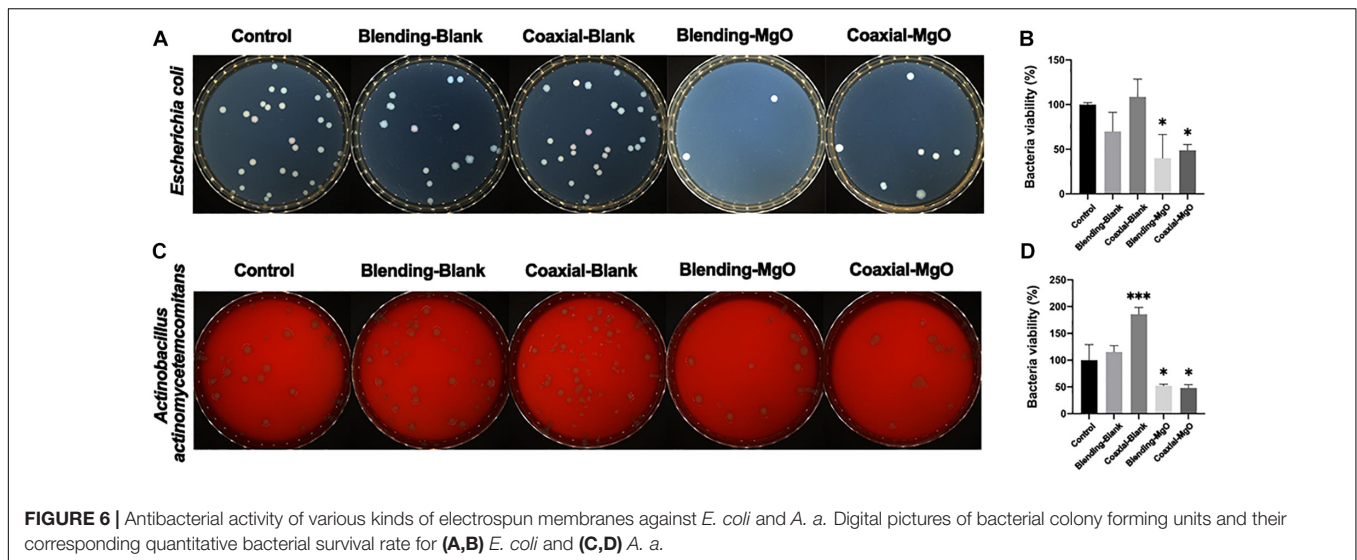 A
Control
Blending-Blank
Coaxial-Blank
Blending-MgO
Coaxial-MgO
Escherichia coli
B
Bacteria viability (%)
150
100
50
0
*
*
Control
Blending-Blank
Coaxial-Blank
Blending-MgO
Coaxial-MgO
C
Control
Blending-Blank
Coaxial-Blank
Blending-MgO
Coaxial-MgO
Actinobacillus
actinomycetemcomitans
D
Bacteria viability (%)
250
200
150
100
50
0
***
*
*
Control
Blending-Blank
Coaxial-Blank
Blending-MgO
Coaxial-MgO
FIGURE 6 | Antibacterial activity of various kinds of electrospun membranes against E. coli and A. a. Digital pictures of bacterial colony forming units and their
corresponding quantitative bacterial survival rate for (A,B) E. coli and (C,D) A. a.